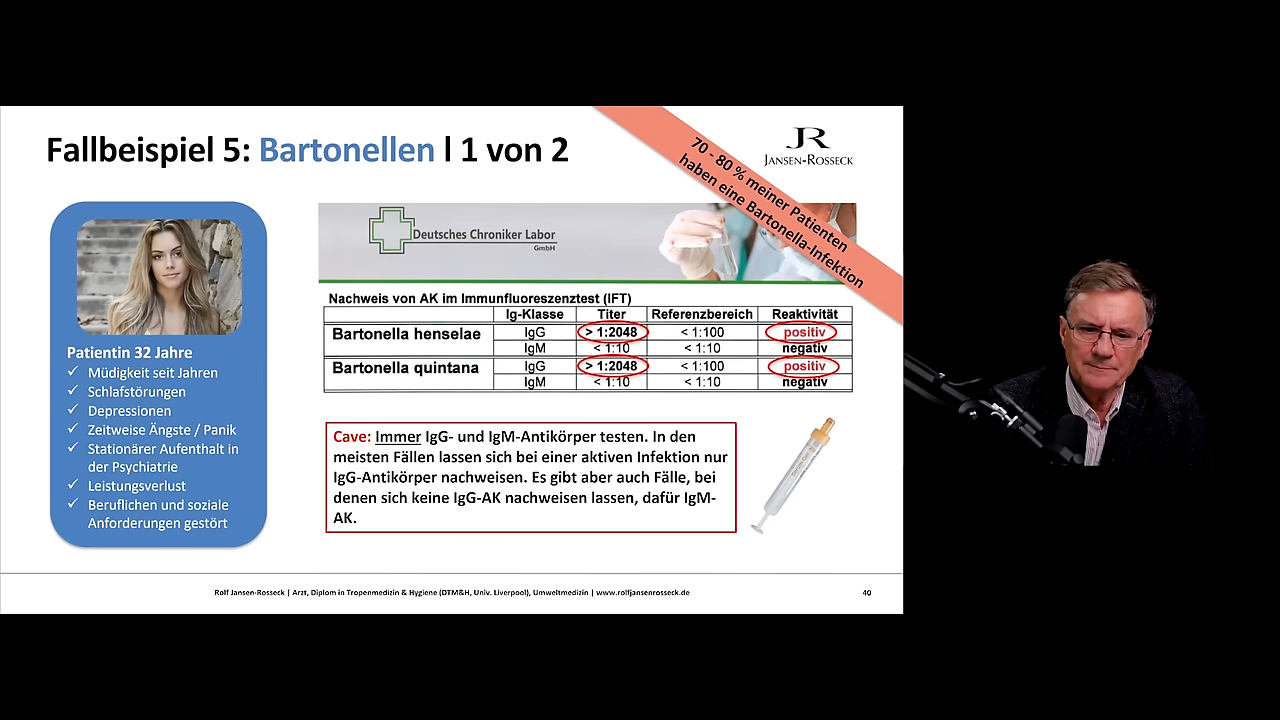 Fallbeispiel 5: Bartonellen l 1 von 2
70 - 80 % meiner Patienten
haben eine Bartonella-Infektion
JR
JANSEN-ROSSECK
Patientin 32 Jahre
✓ Müdigkeit seit Jahren
✓ Schlafstörungen
✓ Depressionen
✓ Zeitweise Ängste / Panik
✓ Stationärer Aufenthalt in
der Psychiatrie
✓ Leistungsverlust
✓ Beruflichen und soziale
Anforderungen gestört
Deutsches Chroniker Labor
GmbH
Nachweis von AK im Immunfluoreszenztest (IFT)
Ig-Klasse Titer Referenzbereich Reaktivität
Bartonella henselae IgG > 1:2048 < 1:100 positiv
IgM < 1:10 < 1:10 negativ
Bartonella quintana IgG > 1:2048 < 1:100 positiv
IgM < 1:10 < 1:10 negativ
Cave: Immer IgG- und IgM-Antikörper testen. In den
meisten Fällen lassen sich bei einer aktiven Infektion nur
IgG-Antikörper nachweisen. Es gibt aber auch Fälle, bei
denen sich keine IgG-AK nachweisen lassen, dafür IgM-
AK.
Rolf Jansen-Rosseck | Arzt, Diplom in Tropenmedizin & Hygiene (DTM&H, Univ. Liverpool), Umweltmedizin | www.rolfjansenrosseck.de
40